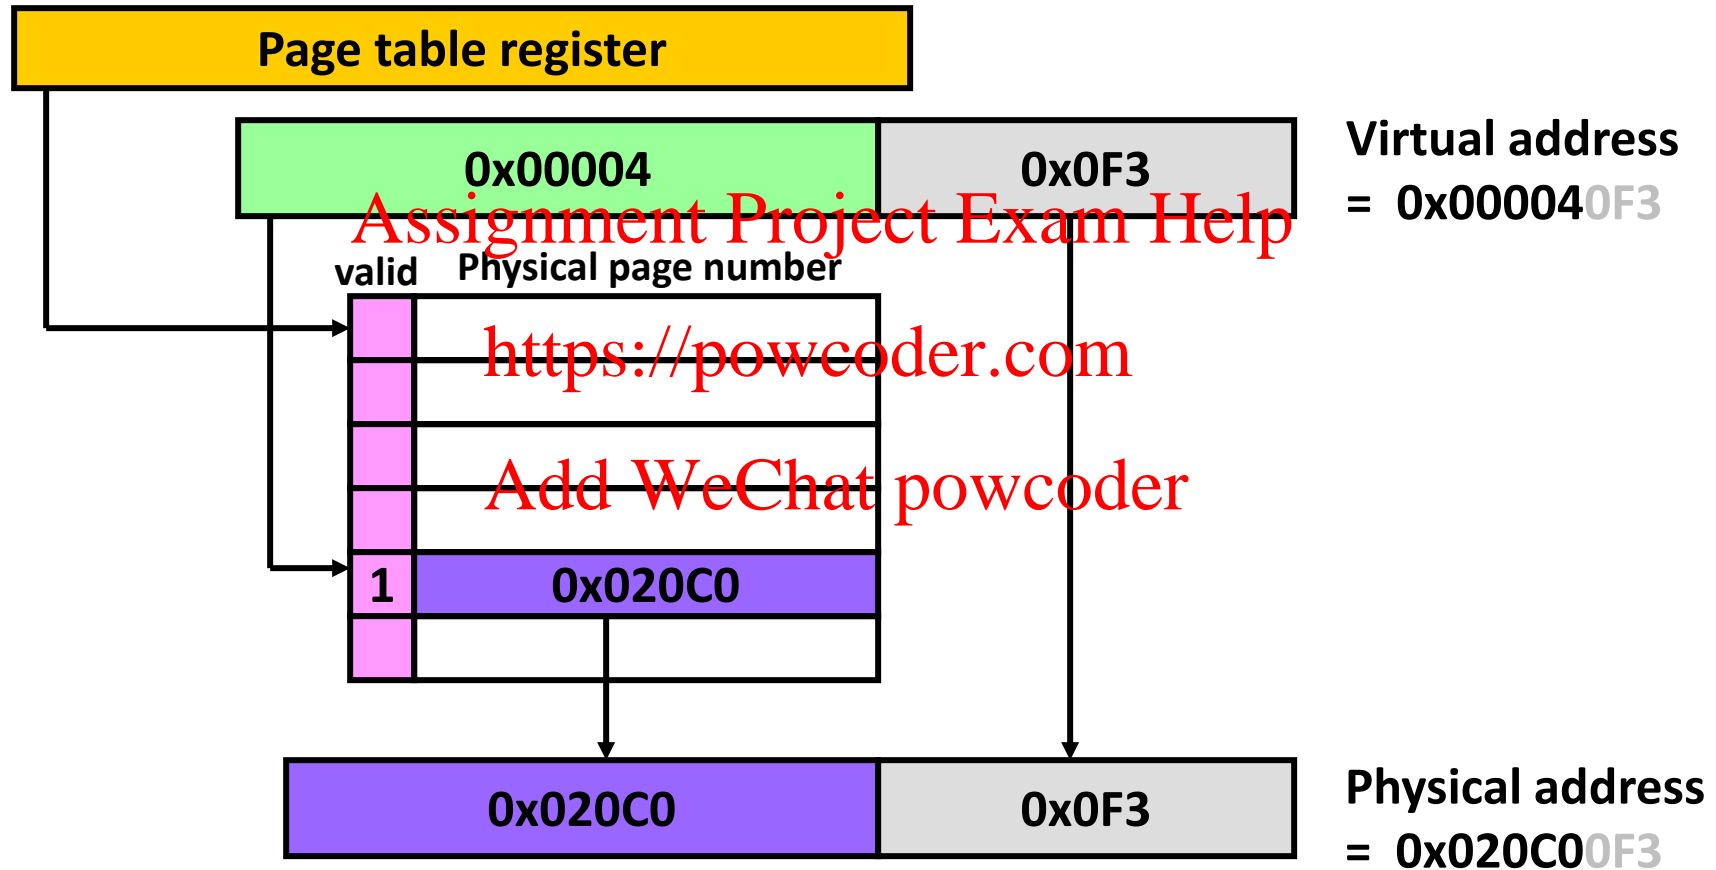 Page table register
0x00004
0x0F3
Virtual address
= 0x000040F3
Assignment Project Exam Help
valid
Physical page number
https://powcoder.com
Add WeChat powcoder
1
0x020C0
0x020C0
0x0F3
Physical address
= 0x020C00F3